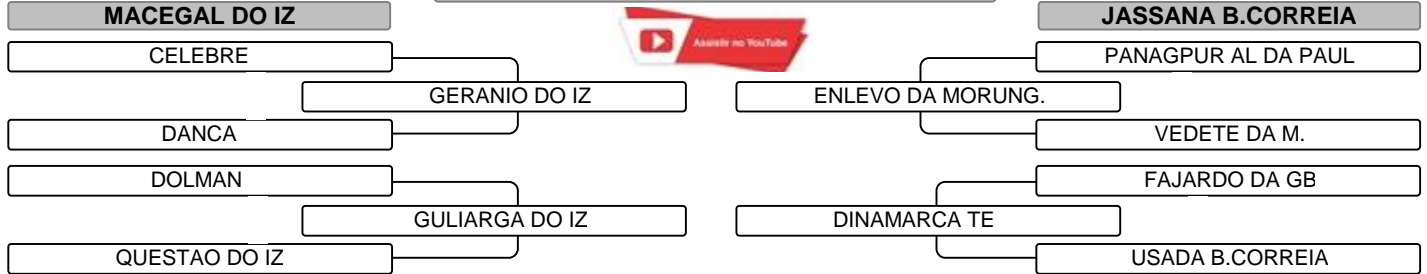 MACEGAL DO IZ
JASSANA B.CORREIA
Assistir no YouTube
CELEBRE
PANAGPUR AL DA PAUL
GERANIO DO IZ
ENLEVO DA MORUNG.
DANCA
VEDETE DA M.
DOLMAN
FAJARDO DA GB
GULIARGA DO IZ
DINAMARCA TE
QUESTAO DO IZ
USADA B.CORREIA